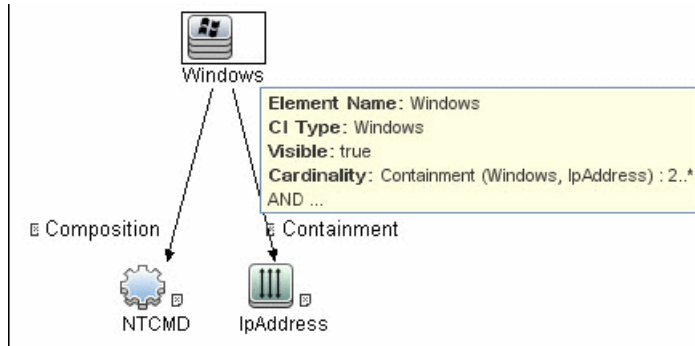 Windows
Element Name: Windows
CI Type: Windows
Visible: true
Cardinality: Containment (Windows, IpAddress) : 2..*
AND ...
Composition
Containment
NTCMD
IpAddress